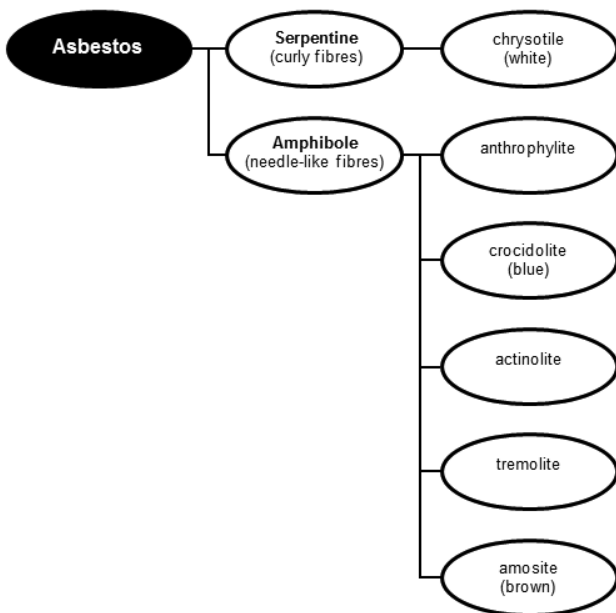 Asbestos
Serpentine
(curly fibres)
chrysotile
(white)
Amphibole
(needle-like fibres)
anthrophylite
crocidolite
(blue)
actinolite
tremolite
amosite
(brown)